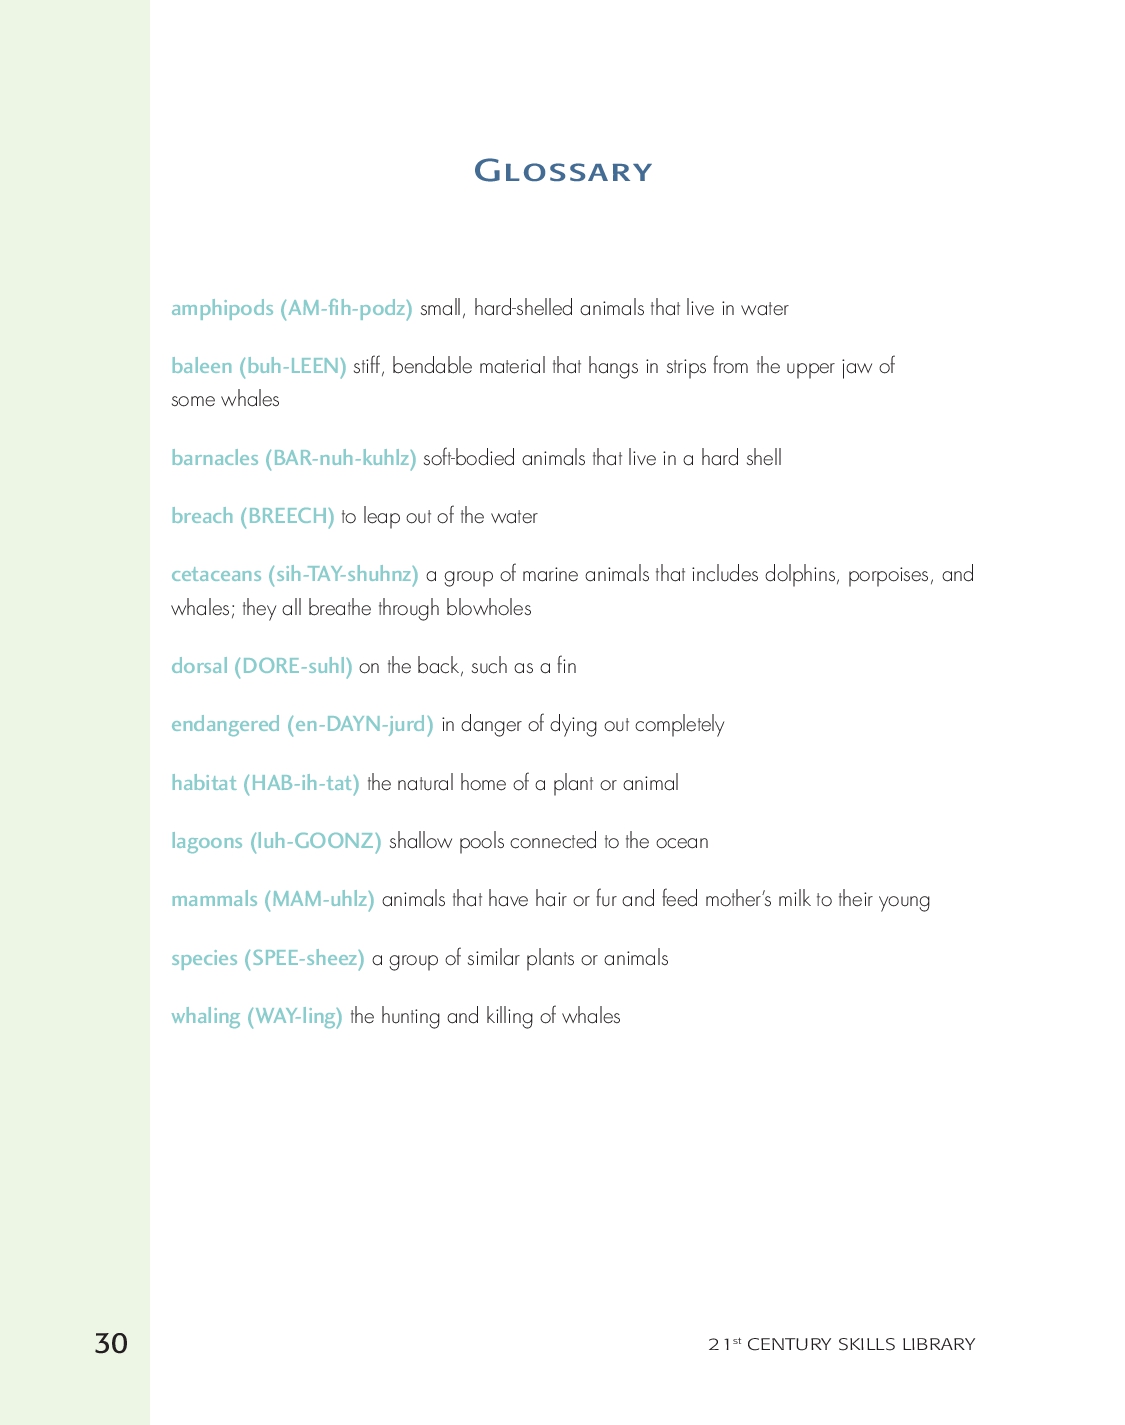 GLOSSARY
amphipods (AM-fih-podz) small, hard-shelled animals that live in water
baleen (buh-LEEN) stiff, bendable material that hangs in strips from the upper jaw of
some whales
barnacles (BAR-nuh-kuhlz) soft-bodied animals that live in a hard shell
breach (BREECH) to leap out of the water
cetaceans (sih-TAY-shuhnz) a group of marine animals that includes dolphins, porpoises, and
whales; they all breathe through blowholes
dorsal (DORE-suhl) on the back, such as a fin
endangered (en-DAYN-jurd) in danger of dying out completely
habitat (HAB-ih-tat) the natural home of a plant or animal
lagoons (luh-GOONZ) shallow pools connected to the ocean
mammals (MAM-uhlz) animals that have hair or fur and feed mother’s milk to their young
species (SPEE-sheez) a group of similar plants or animals
whaling (WAY-ling) the hunting and killing of whales
30 21st CENTURY SKILLS LIBRARY